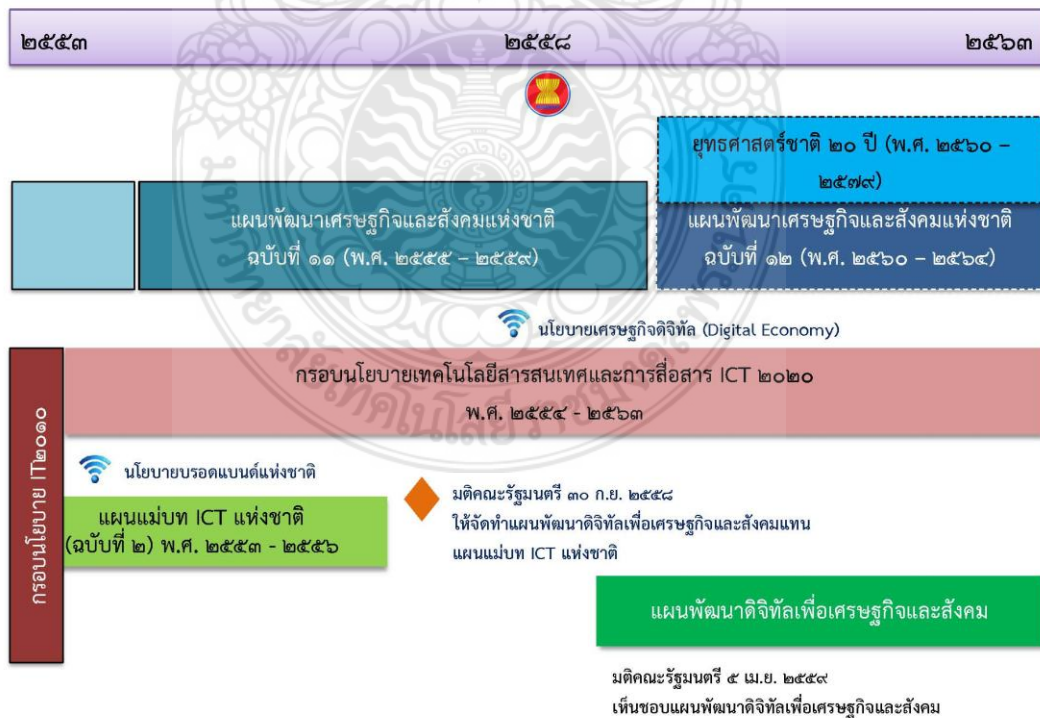 ๒๕๕๓ ๒๕๕๘ ๒๕๖๓
ยุทธศาสตร์ชาติ ๒๐ ปี (พ.ศ. ๒๕๖๐ –
๒๕๗๙)
แผนพัฒนาเศรษฐกิจและสังคมแห่งชาติ
ฉบับที่ ๑๑ (พ.ศ. ๒๕๕๕ – ๒๕๕๙)
แผนพัฒนาเศรษฐกิจและสังคมแห่งชาติ
ฉบับที่ ๑๒ (พ.ศ. ๒๕๖๐ – ๒๕๖๔)
นโยบายเศรษฐกิจดิจิทัล (Digital Economy)
กรอบนโยบายเทคโนโลยีสารสนเทศและการสื่อสาร ICT ๒๐๒๐
พ.ศ. ๒๕๕๔ - ๒๕๖๓
กรอบนโยบาย IT๒๐๑๐
นโยบายบรอดแบนด์แห่งชาติ
แผนแม่บท ICT แห่งชาติ
(ฉบับที่ ๒) พ.ศ. ๒๕๕๓ - ๒๕๕๖
มติคณะรัฐมนตรี ๓๐ ก.ย. ๒๕๕๘
ให้จัดทำแผนพัฒนาดิจิทัลเพื่อเศรษฐกิจและสังคมแทน
แผนแม่บท ICT แห่งชาติ
แผนพัฒนาดิจิทัลเพื่อเศรษฐกิจและสังคม
มติคณะรัฐมนตรี ๕ เม.ย. ๒๕๕๙
เห็นชอบแผนพัฒนาดิจิทัลเพื่อเศรษฐกิจและสังคม